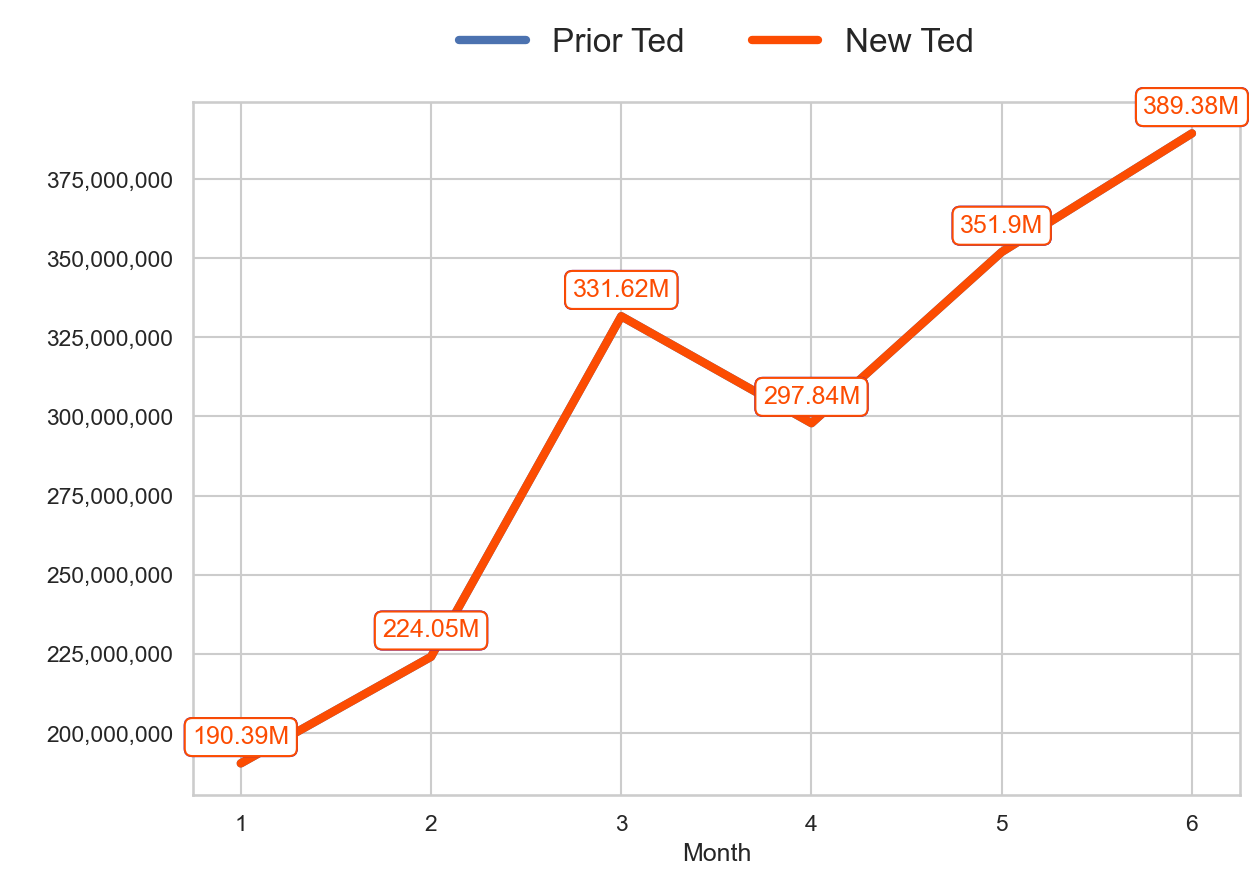 Prior Ted New Ted
389.38M
375,000,000
351.9M
350,000,000
331.62M
325,000,000
297.84M
300,000,000
275,000,000
250,000,000
224.05M
225,000,000
190.39M
200,000,000
1 2 3 4 5 6
Month